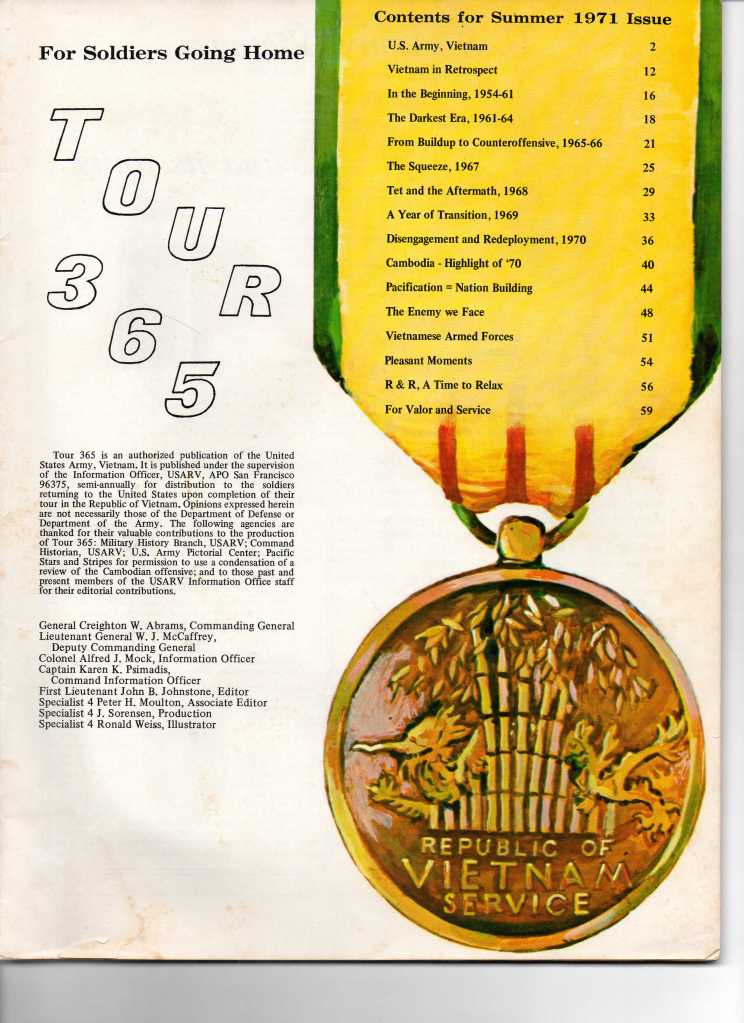 For Soldiers Going Home
TOUR
365
Tour 365 is an authorized publication of the United
States Army, Vietnam. It is published under the supervision
of the Information Officer, USARV, APO San Francisco
96375, semi-annually for distribution to the soldiers
returning to the United States upon completion of their
tour in the Republic of Vietnam. Opinions expressed herein
are not necessarily those of the Department of Defense or
Department of the Army. The following agencies are
thanked for their valuable contributions to the production
of Tour 365: Military History Branch, USARV; Command
Historian, USARV; U.S. Army Pictorial Center; Pacific
Stars and Stripes for permission to use a condensation of a
review of the Cambodian offensive; and to those past and
present members of the USARV Information Office staff
for their editorial contributions.
General Creighton W. Abrams, Commanding General
Lieutenant General W. J. McCaffrey,
Deputy Commanding General
Colonel Alfred J. Mock, Information Officer
Captain Karen K. Psimadis,
Command Information Officer
First Lieutenant John B. Johnstone, Editor
Specialist 4 Peter H. Moulton, Associate Editor
Specialist 4 J. Sorensen, Production
Specialist 4 Ronald Weiss, Illustrator
Contents for Summer 1971 Issue
U.S. Army, Vietnam 2
Vietnam in Retrospect 12
In the Beginning, 1954-61 16
The Darkest Era, 1961-64 18
From Buildup to Counteroffensive, 1965-66 21
The Squeeze, 1967 25
Tet and the Aftermath, 1968 29
A Year of Transition, 1969 33
Disengagement and Redeployment, 1970 36
Cambodia - Highlight of '70 40
Pacification = Nation Building 44
The Enemy we Face 48
Vietnamese Armed Forces 51
Pleasant Moments 54
R & R, A Time to Relax 56
For Valor and Service 59
REPUBLIC OF
VIETNAM
SERVICE